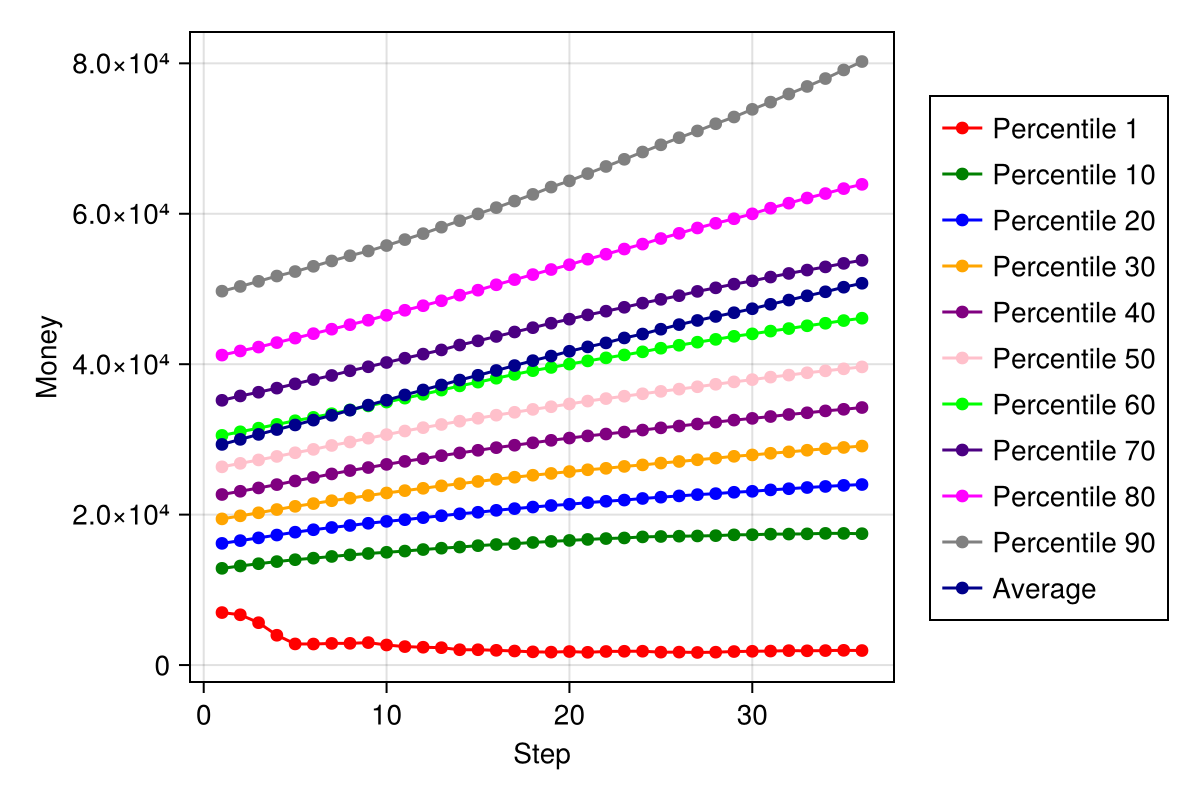 8.0×10⁴
6.0×10⁴
4.0×10⁴
2.0×10⁴
0
Money
0 10 20 30
Step
Percentile 1
Percentile 10
Percentile 20
Percentile 30
Percentile 40
Percentile 50
Percentile 60
Percentile 70
Percentile 80
Percentile 90
Average